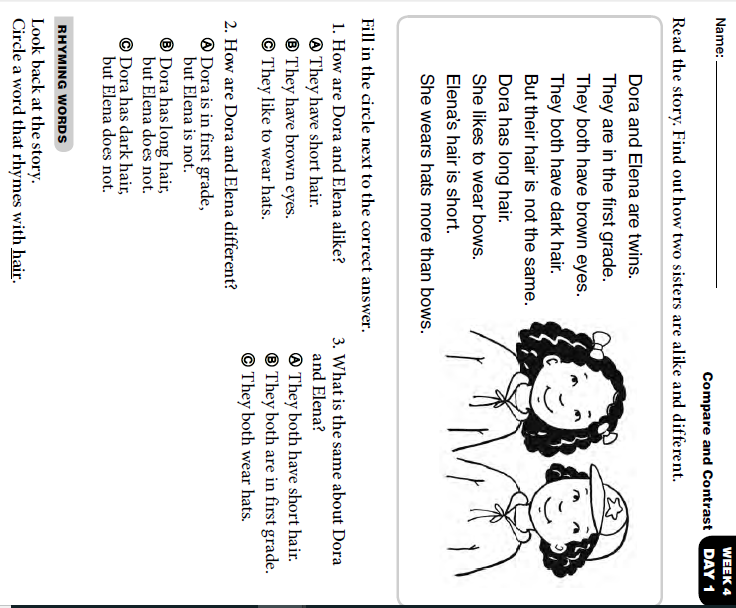 Name:
WEEK 4
DAY 1
Compare and Contrast
Read the story. Find out how two sisters are alike and different.
Dora and Elena are twins.
They are in the first grade.
They both have brown eyes.
They both have dark hair.
But their hair is not the same.
Dora has long hair.
She likes to wear bows.
Elena's hair is short.
She wears hats more than bows.
Fill in the circle next to the correct answer.
1. How are Dora and Elena alike?
Ⓐ They have short hair.
Ⓑ They have brown eyes.
Ⓒ They like to wear hats.
2. How are Dora and Elena different?
Ⓐ Dora is in first grade,
but Elena is not.
Ⓑ Dora has long hair,
but Elena does not.
Ⓒ Dora has dark hair,
but Elena does not.
3. What is the same about Dora
and Elena?
Ⓐ They both have short hair.
Ⓑ They both are in first grade.
Ⓒ They both wear hats.
RHYMING WORDS
Look back at the story.
Circle a word that rhymes with hair.